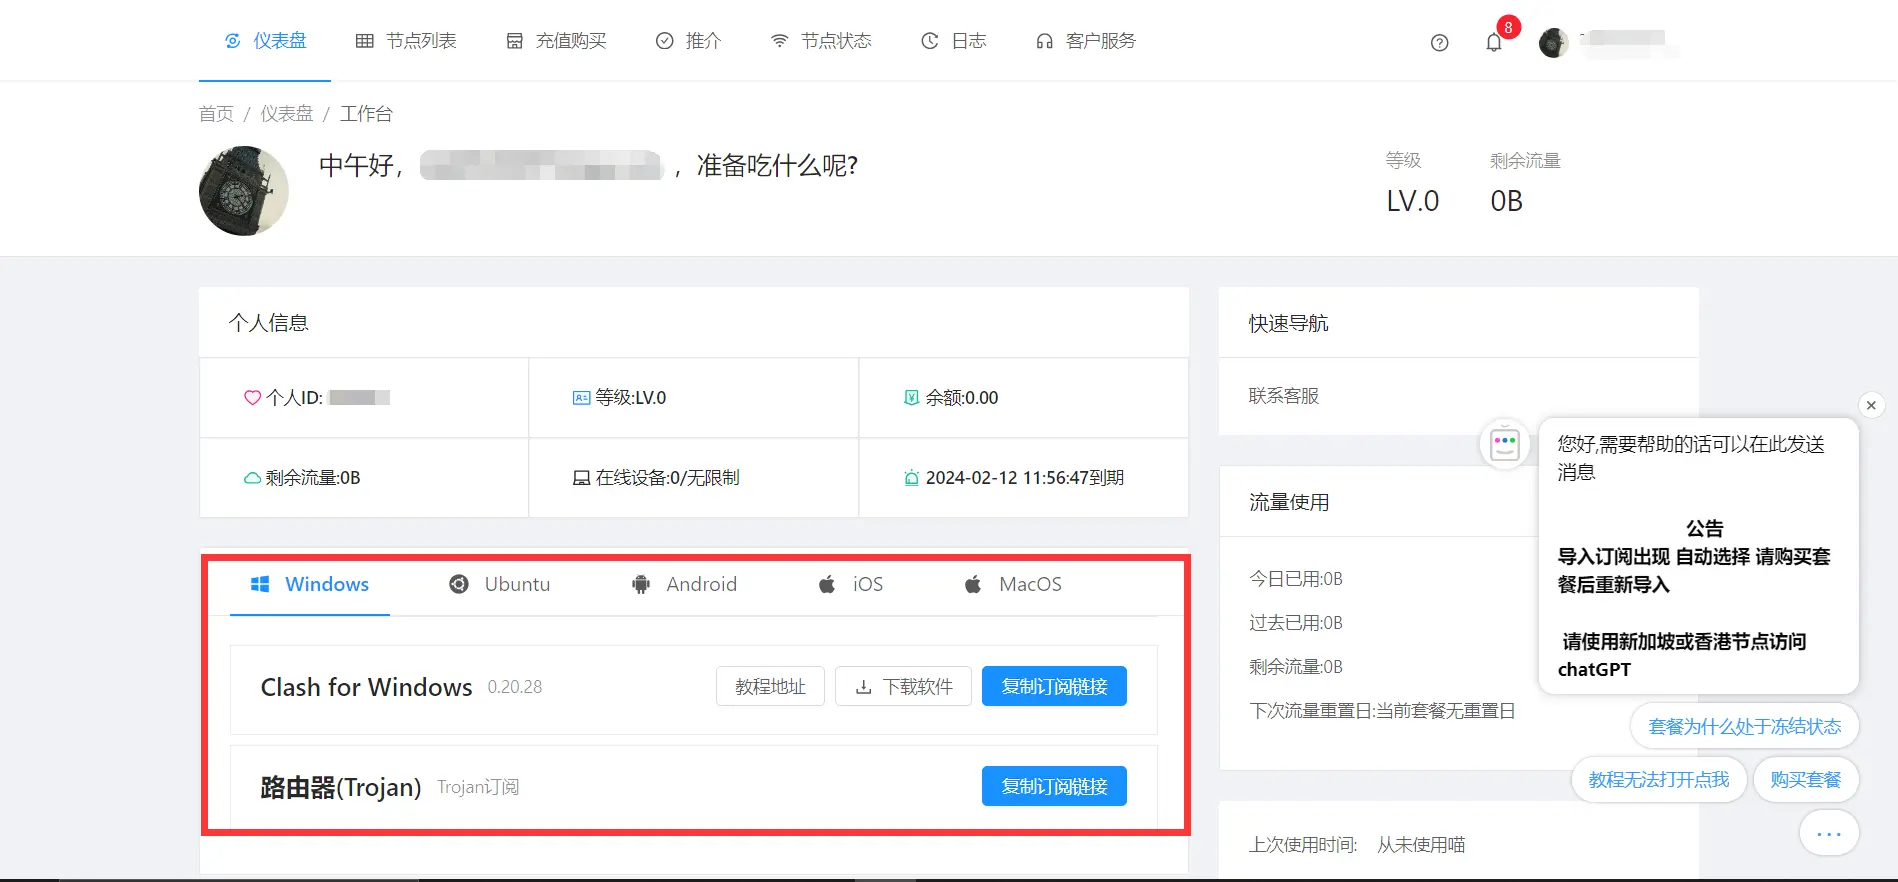 仪表盘 节点列表 充值购买 推介 节点状态 日志 客户服务 8
首页 / 仪表盘 / 工作台
中午好, , 准备吃什么呢?
等级 剩余流量
LV.0 0B
个人信息
个人ID: 等级:LV.0 余额:0.00
剩余流量:0B 在线设备:0/无限制 2024-02-12 11:56:47到期
Windows Ubuntu Android iOS MacOS
Clash for Windows 0.20.28 教程地址 下载软件 复制订阅链接
路由器(Trojan) Trojan订阅 复制订阅链接
快速导航
联系客服
流量使用
今日已用:0B
过去已用:0B
剩余流量:0B
下次流量重置日:当前套餐无重置日
上次使用时间: 从未使用喵
您好,需要帮助的话可以在此发送
消息
公告
导入订阅出现 自动选择 请购买套
餐后重新导入
请使用新加坡或香港节点访问
chatGPT
套餐为什么处于冻结状态
教程无法打开点我 购买套餐
...